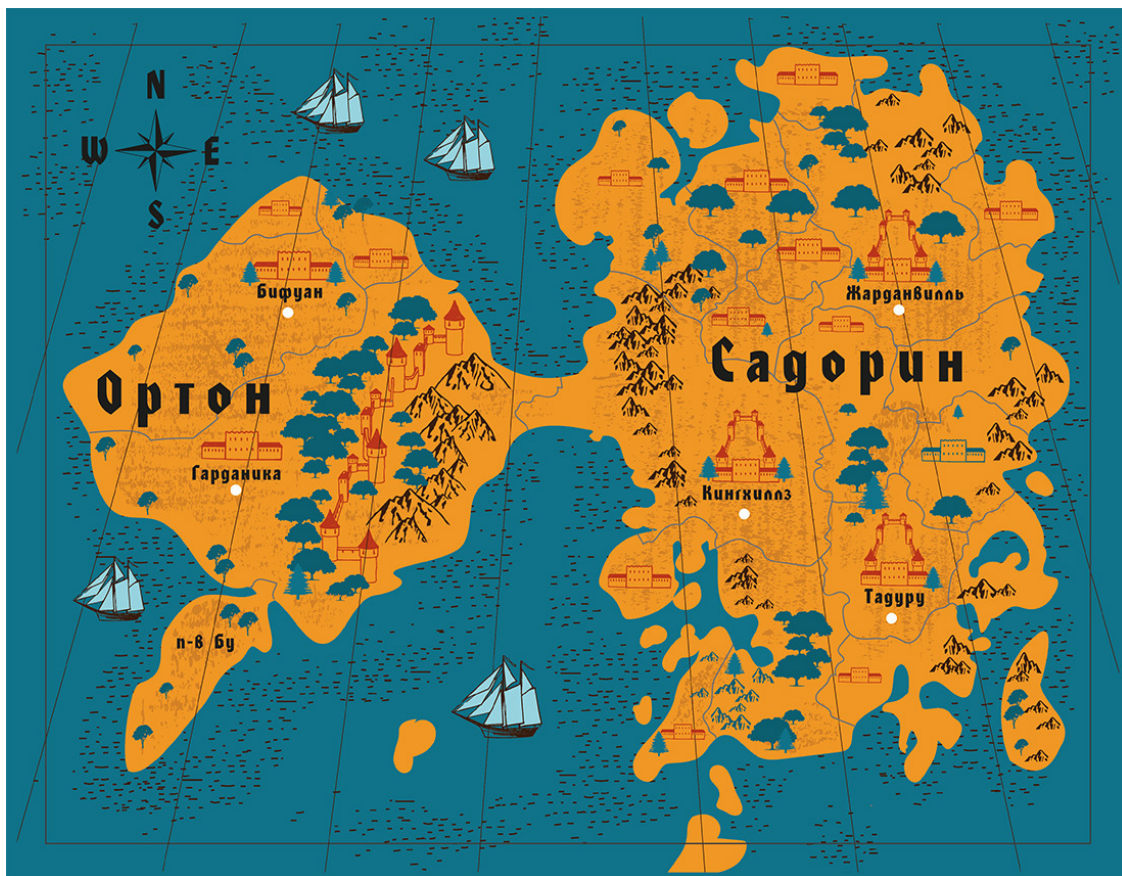 N
W E
S
Бифуан
Жарданвилль
Ортон
Садорин
Гарданика
Кингхиллз
Тадуру
п-в Бу